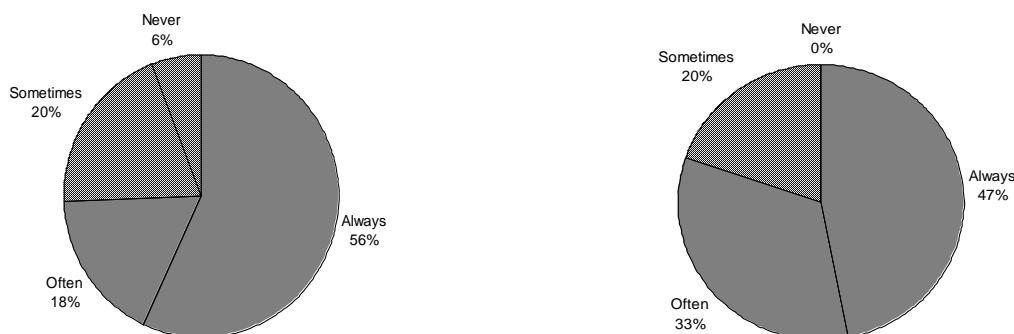 Never
6%
Sometimes
20%
Always
56%
Often
18%
Never
0%
Sometimes
20%
Always
47%
Often
33%